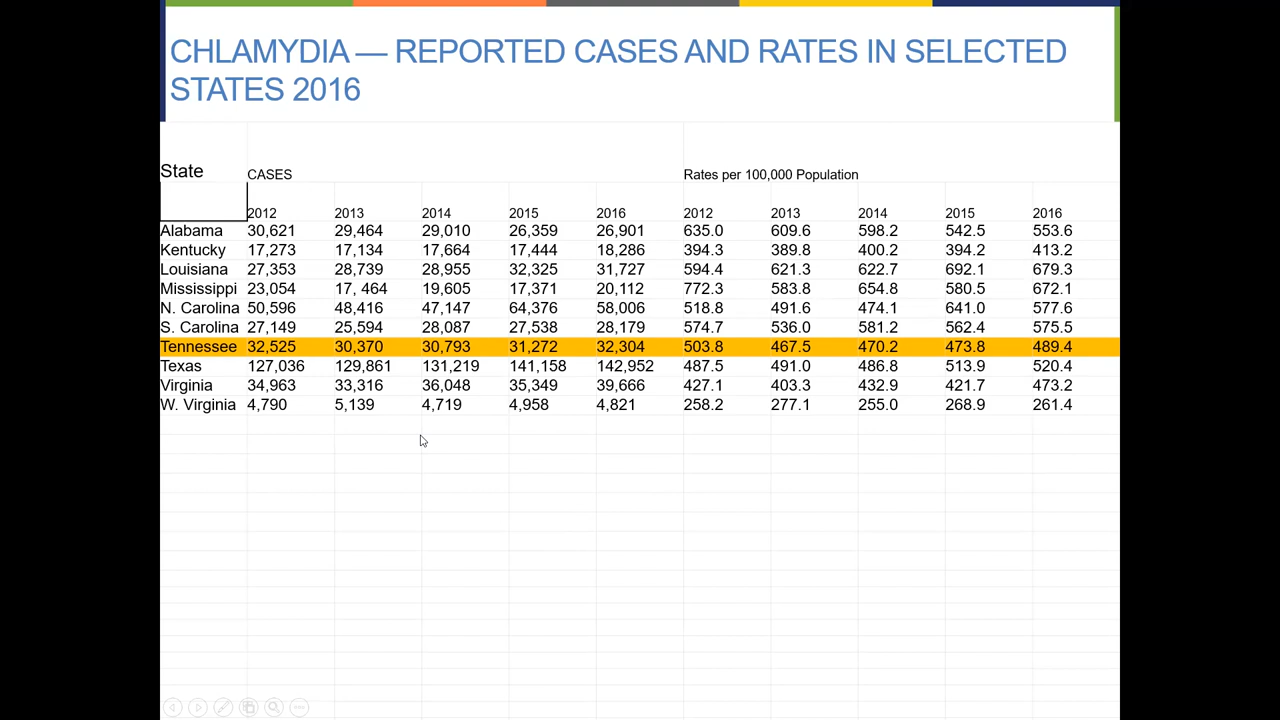 CHLAMYDIA — REPORTED CASES AND RATES IN SELECTED
STATES 2016
State CASES Rates per 100,000 Population
2012 2013 2014 2015 2016 2012 2013 2014 2015 2016
Alabama 30,621 29,464 29,010 26,359 26,901 635.0 609.6 598.2 542.5 553.6
Kentucky 17,273 17,134 17,664 17,444 18,286 394.3 389.8 400.2 394.2 413.2
Louisiana 27,353 28,739 28,955 32,325 31,727 594.4 621.3 622.7 692.1 679.3
Mississippi 23,054 17, 464 19,605 17,371 20,112 772.3 583.8 654.8 580.5 672.1
N. Carolina 50,596 48,416 47,147 64,376 58,006 518.8 491.6 474.1 641.0 577.6
S. Carolina 27,149 25,594 28,087 27,538 28,179 574.7 536.0 581.2 562.4 575.5
Tennessee 32,525 30,370 30,793 31,272 32,304 503.8 467.5 470.2 473.8 489.4
Texas 127,036 129,861 131,219 141,158 142,952 487.5 491.0 486.8 513.9 520.4
Virginia 34,963 33,316 36,048 35,349 39,666 427.1 403.3 432.9 421.7 473.2
W. Virginia 4,790 5,139 4,719 4,958 4,821 258.2 277.1 255.0 268.9 261.4